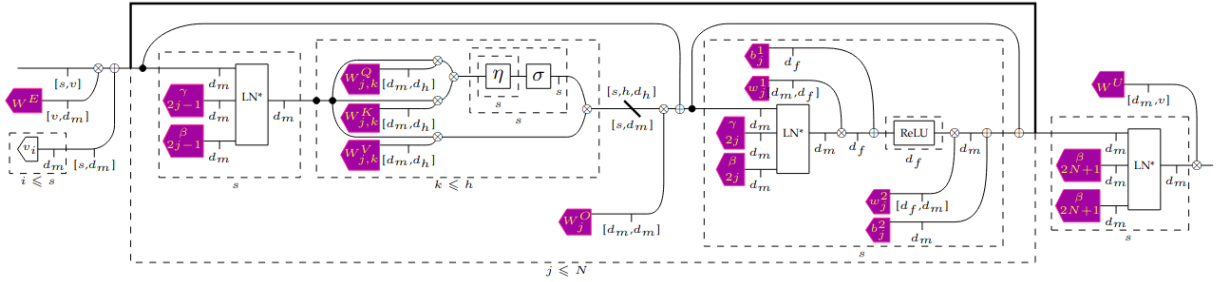 [s,v]
W^E
[v,d_m]
v_i
d_m
[s,d_m]
i ⩽ s
γ
2j−1
β
2j−1
d_m
d_m
d_m
LN*
d_m
s
W^Q_{j,k}
[d_m,d_h]
W^K_{j,k}
[d_m,d_h]
W^V_{j,k}
[d_m,d_h]
η
s
σ
s
s
k ⩽ h
[s,h,d_h]
[s,d_m]
W^O_j
[d_m,d_m]
b^1_j
d_f
w^1_j
[d_m,d_f]
γ
2j
β
2j
d_m
d_m
d_m
LN*
d_m
d_f
ReLU
d_f
d_m
w^2_j
[d_f,d_m]
b^2_j
d_m
s
j ⩽ N
W^U
[d_m,v]
β
2N+1
β
2N+1
d_m
d_m
d_m
LN*
d_m
s